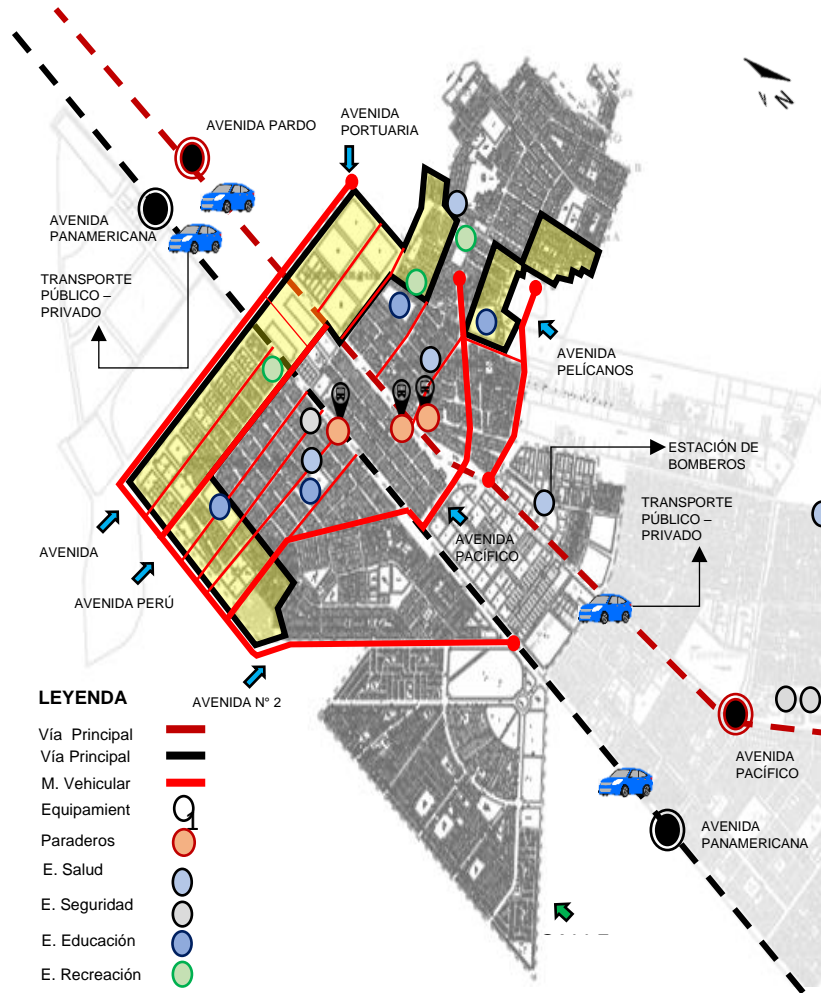 AVENIDA PARDO
AVENIDA
PORTUARIA
N
AVENIDA
PANAMERICANA
TRANSPORTE
PÚBLICO –
PRIVADO
AVENIDA
PELÍCANOS
ESTACIÓN DE
BOMBEROS
TRANSPORTE
PÚBLICO –
PRIVADO
AVENIDA
PACÍFICO
AVENIDA
AVENIDA PERÚ
AVENIDA N° 2
AVENIDA
PACÍFICO
AVENIDA
PANAMERICANA
LEYENDA
Vía Principal
Vía Principal
M. Vehicular
Equipamient
1
Paraderos
E. Salud
E. Seguridad
E. Educación
E. Recreación